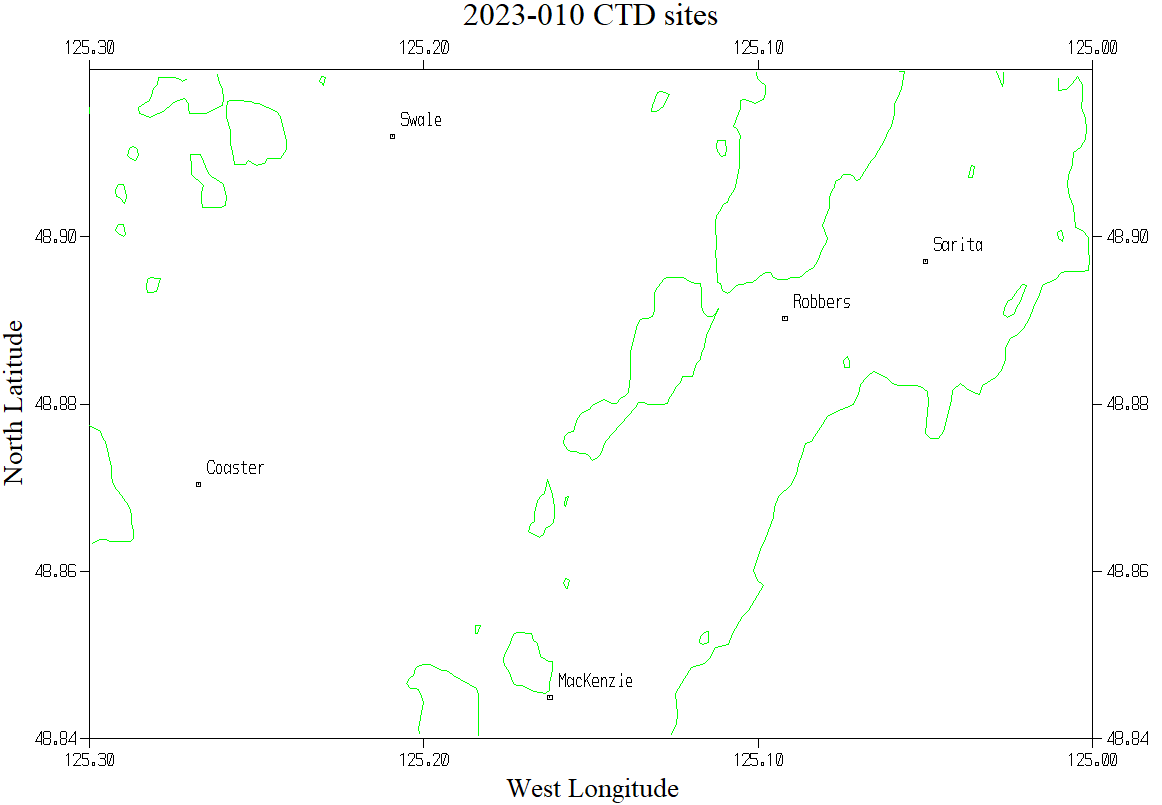 2023-010 CTD sites
125.30 125.20 125.10 125.00
Swale
48.90 48.90
Sarita
Robbers
North Latitude
48.88 48.88
Coaster
48.86 48.86
MacKenzie
48.84 48.84
125.30 125.20 125.10 125.00
West Longitude